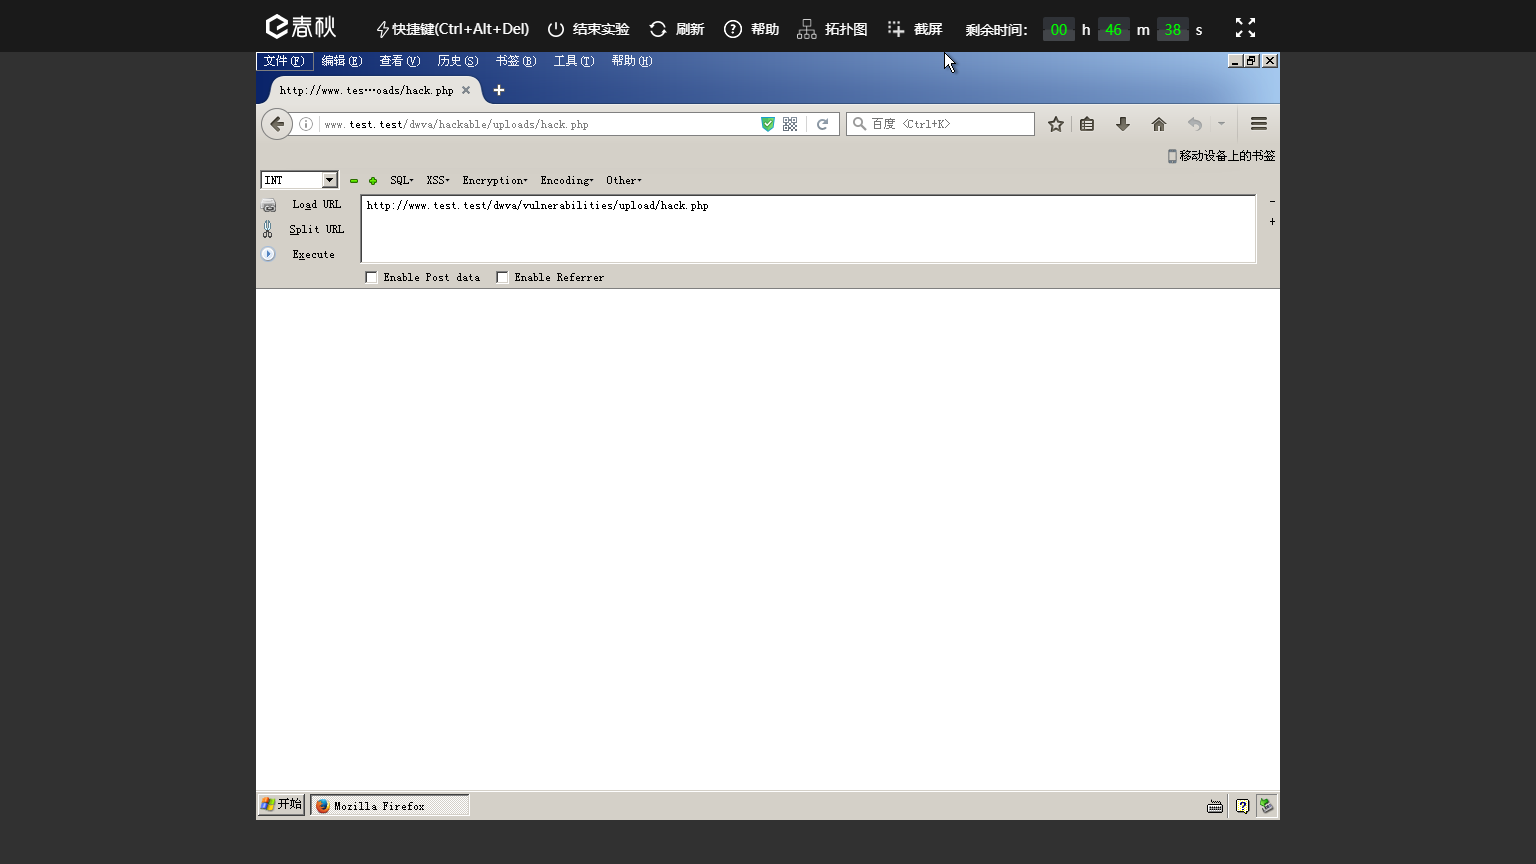 春秋 快捷键(Ctrl+Alt+Del) 结束实验 刷新 帮助 拓扑图 截屏 剩余时间: 00 h 46 m 38 s
文件(F) 编辑(E) 查看(V) 历史(S) 书签(B) 工具(T) 帮助(H)
http://www.tes…oads/hack.php
www.test.test/dwva/hackable/uploads/hack.php 百度 <Ctrl+K>
移动设备上的书签
INT SQL XSS Encryption Encoding Other
Load URL http://www.test.test/dwva/vulnerabilities/upload/hack.php
Split URL
Execute
Enable Post data Enable Referrer
开始 Mozilla Firefox